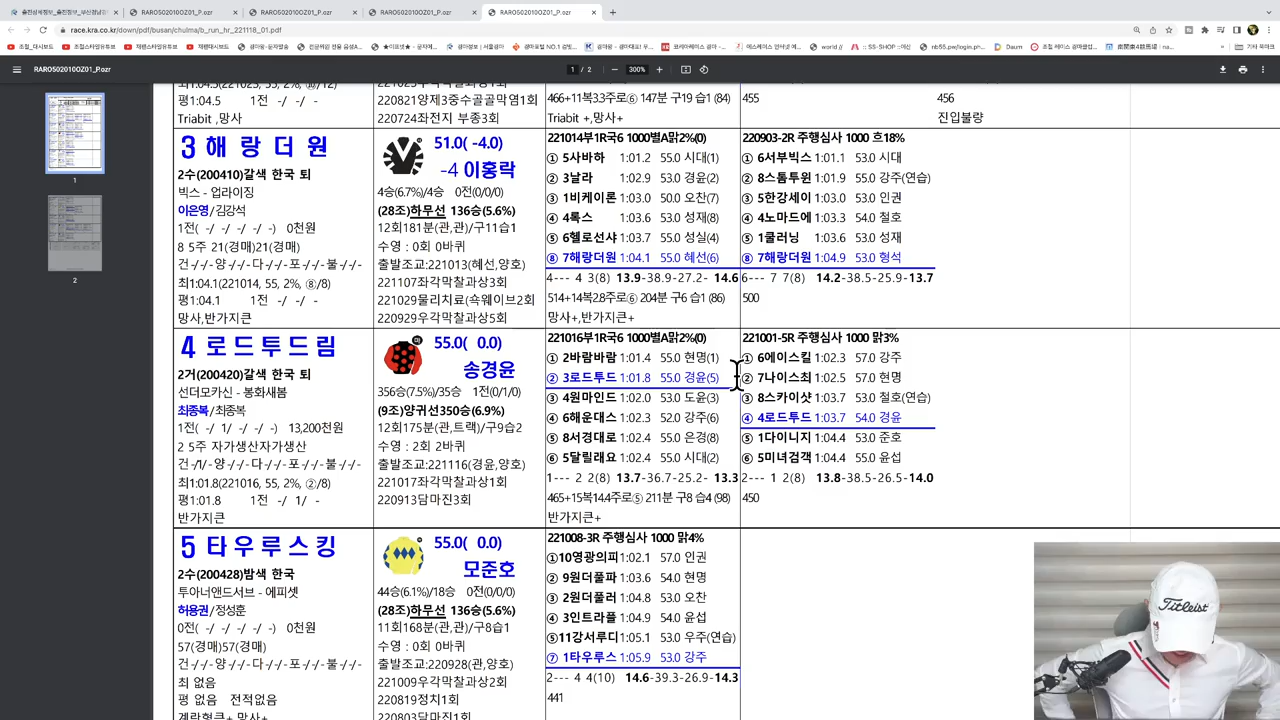 RARO502010OZ01_P.ozr
RARO502010OZ01_P.ozr
RARO502010OZ01_P.ozr
RARO502010OZ01_P.ozr
race.kra.co.kr/down/pdf/busan/chulma/b_run_hr_221118_01.pdf
Daum
기타 북마크
RARO502010OZ01_P.ozr
1 / 2
300%
1
2
평1:04.5 1전 -/ -/ -
Triabit ,망사
220821양제3중수골골막염1회
220724좌전지 부종3회
466+11복3.3주로⑥ 147분 구19 습1 (84)
Triabit +,망사+
455
456
진입불량
3 해랑더원
2수(200410)갈색 한국 퇴
빅스 - 업라이징
이은영/김강석
1전( -/ -/ -/ -/ -) 0천원
8 5주 21(경매)21(경매)
건-/-/-양-/-/-다-/-/-포-/-/-불-/-/-
최1:04.1(221014, 55, 2%, ⑧/8)
평1:04.1 1전 -/ -/ -
망사,반가지큰
51.0( -4.0)
-4 이홍락
4승(6.7%)/4승 0전(0/0/0)
(28조)하무선 136승(5.6%)
12회181분(관,관)/구11습1
수영 : 0회 0바퀴
출발조교:221013(혜선,양호)
221107좌각막찰과상1회
221029물리치료(쇽웨이브2회
220929우각막찰과상5회
221014부1R국6 1000별A맑2%(0)
① 5사바하 1:01.2 55.0 시대(1)
② 3날라 1:02.9 53.0 경윤(2)
③ 1비케이론 1:03.0 50.0 오찬(7)
④ 4록스 1:03.6 53.0 성재(8)
⑤ 6헬로선샤 1:03.7 55.0 성실(4)
⑧ 7해랑더원 1:04.1 55.0 혜선(6)
4--- 4 3(8) 13.9-38.9-27.2- 14.6
514+14복2.8주로⑥ 204분 구6 습1 (86)
망사+,반가지큰+
220903-2R 주행심사 1000 흐18%
① 6서부빅스 1:01.1 53.0 시대
② 8스톰투윈 1:01.9 55.0 강주(연습)
③ 5한강세이 1:03.0 53.0 인권
④ 4노마드에 1:03.3 54.0 철호
⑤ 1쿨러닝 1:03.6 53.0 성재
⑧ 7해랑더원 1:04.9 53.0 형석
6--- 7 7(8) 14.2-38.5-25.9-13.7
500
4 로드투드림
2거(200420)갈색 한국 퇴
선더모카신 - 봉화새봄
최종복/최종복
1전( -/ 1/ -/ -/ -) 13,200천원
2 5주 자가생산자가생산
건-/1/-양-/-/-다-/-/-포-/-/-불-/-/-
최1:01.8(221016, 55, 2%, ②/8)
평1:01.8 1전 -/ 1/ -
반가지큰
55.0( 0.0)
송경윤
356승(7.5%)/35승 1전(0/1/0)
(9조)양귀선350승(6.9%)
12회175분(관,트랙)/구9습2
수영 : 2회 2바퀴
출발조교:221116(경윤,양호)
221017좌각막찰과상1회
220913담마진3회
221016부1R국6 1000별A맑2%(0)
① 2바람바람 1:01.4 55.0 현명(1)
② 3로드투드 1:01.8 55.0 경윤(5)
③ 4원마인드 1:02.0 52.0 도윤(3)
④ 6해운대스 1:02.3 52.0 강주(6)
⑤ 8서경대로 1:02.4 55.0 은경(8)
⑥ 5달릴래요 1:02.4 55.0 시대(2)
1--- 2 2(8) 13.7-36.7-25.2- 13.3
465+15복14.4주로⑤ 211분 구8 습4 (98)
반가지큰+
221001-5R 주행심사 1000 맑3%
① 6에이스킬 1:02.3 57.0 강주
② 7나이스최 1:02.5 57.0 현명
③ 8스카이샷 1:03.7 54.0 철호(연습)
④ 4로드투드 1:03.7 54.0 경윤
⑤ 1다이니지 1:04.4 53.0 준호
⑥ 5미녀검객 1:04.4 55.0 윤섭
2--- 1 2(8) 13.8-38.5-26.5-14.0
450
5 타우루스킹
2수(200428)밤색 한국
투아너앤드서브 - 에피셋
허용권/정성훈
0전( -/ -/ -/ -/ -) 0천원
57(경매)57(경매)
건-/-/-양-/-/-다-/-/-포-/-/-불-/-/-
최 없음
평 없음 전적없음
계란형큰+,망사+
55.0( 0.0)
모준호
44승(6.1%)/18승 0전(0/0/0)
(28조)하무선 136승(5.6%)
11회168분(관,관)/구8습1
수영 : 0회 0바퀴
출발조교:220928(관,양호)
221009우각막찰과상2회
220819정치1회
220803담마진1회
221008-3R 주행심사 1000 맑4%
①10영광의피 1:02.1 57.0 인권
② 9원더풀파 1:03.6 54.0 현명
③ 2원더풀러 1:04.8 53.0 오찬
④ 3인트라플 1:04.9 54.0 윤섭
⑤11강서루디 1:05.1 53.0 우주(연습)
⑦ 1타우루스 1:05.9 53.0 강주
2--- 4 4(10) 14.6-39.3-26.9-14.3
441
Titleist